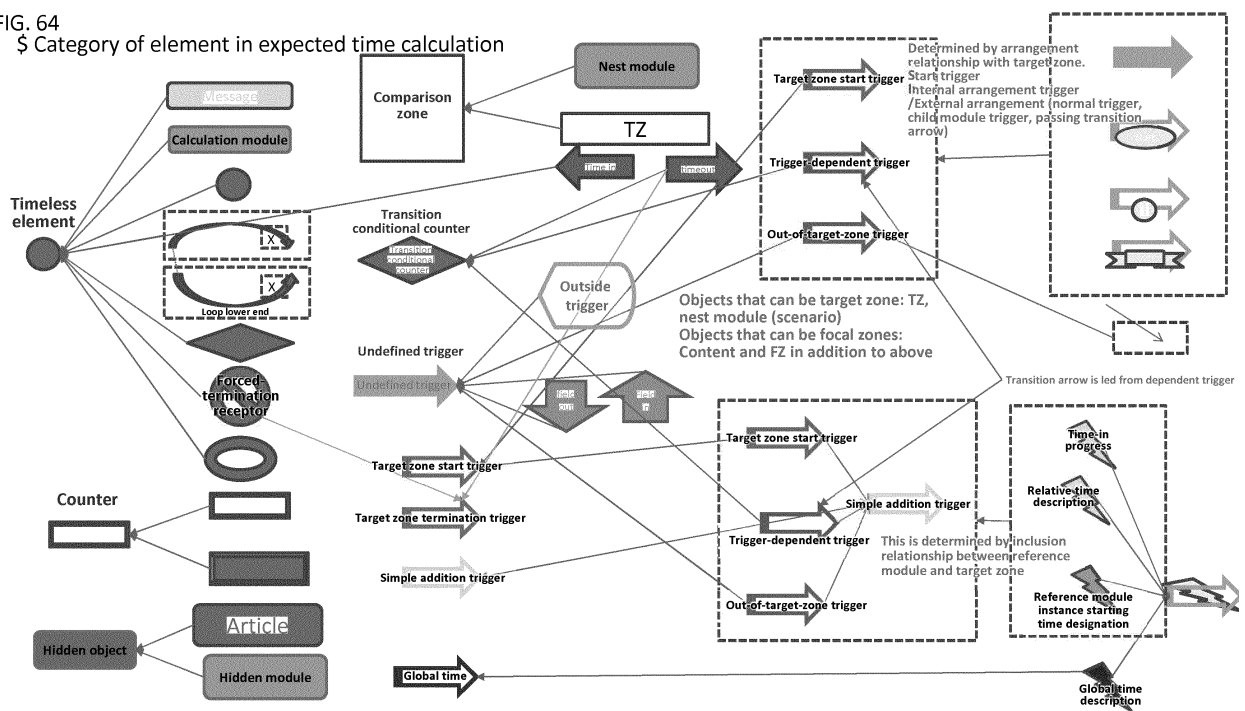 FIG. 64
$ Category of element in expected time calculation
Message
Calculation module
Timeless
element
X
X
Loop lower end
Forced-
termination
receptor
Counter
Hidden object
Article
Hidden module
Comparison
zone
Nest module
TZ
Time in
timeout
Transition
conditional counter
Transition
conditional
counter
Outside
trigger
Undefined trigger
Undefined trigger
Field
out
Field
in
Target zone start trigger
Target zone termination trigger
Simple addition trigger
Global time
Target zone start trigger
Trigger-dependent trigger
Out-of-target-zone trigger
Determined by arrangement
relationship with target zone.
Start trigger
Internal arrangement trigger
/External arrangement (normal trigger,
child module trigger, passing transition
arrow)
Objects that can be target zone: TZ,
nest module (scenario)
Objects that can be focal zones:
Content and FZ in addition to above
Transition arrow is led from dependent trigger
Target zone start trigger
Simple addition trigger
Trigger-dependent trigger
Out-of-target-zone trigger
This is determined by inclusion
relationship between reference
module and target zone
Time-in
progress
Relative time
description
Reference module
instance starting
time designation
Global time
description